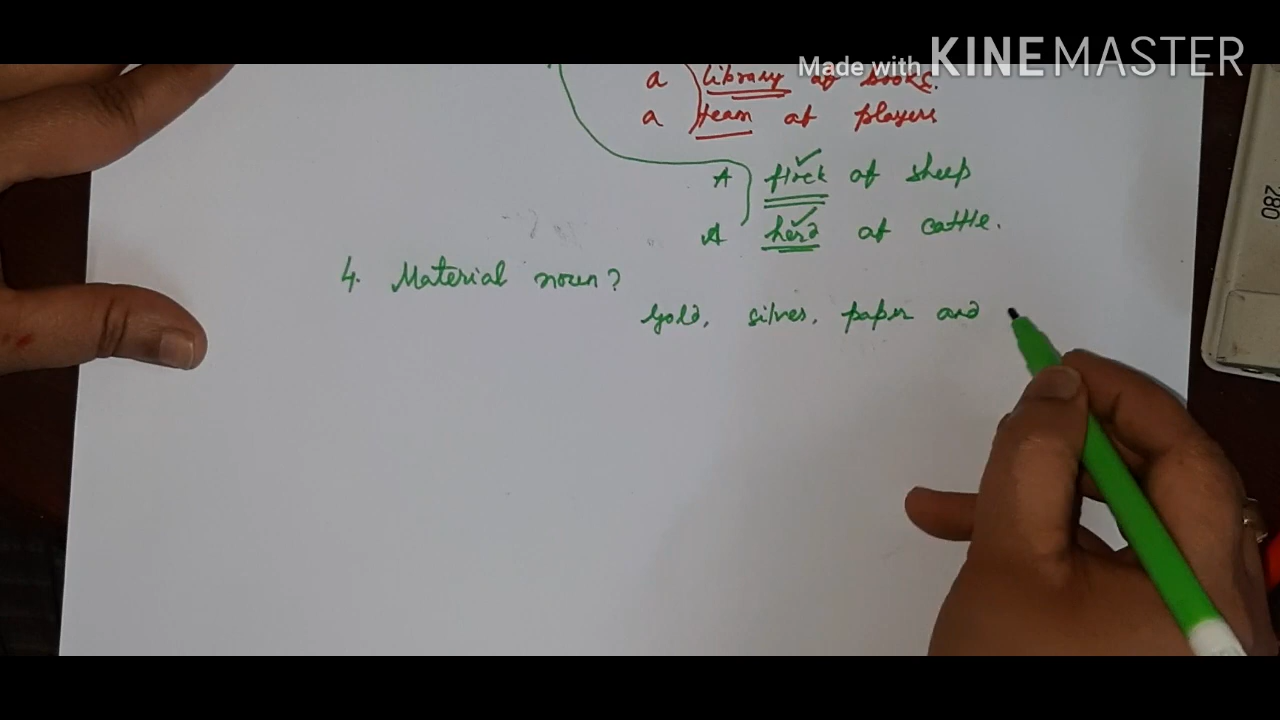 Made with KINEMASTER
a library of books.
a team of players
A flock of sheep
A herd of cattle.
4. Material noun?
Gold, silver, paper and
280